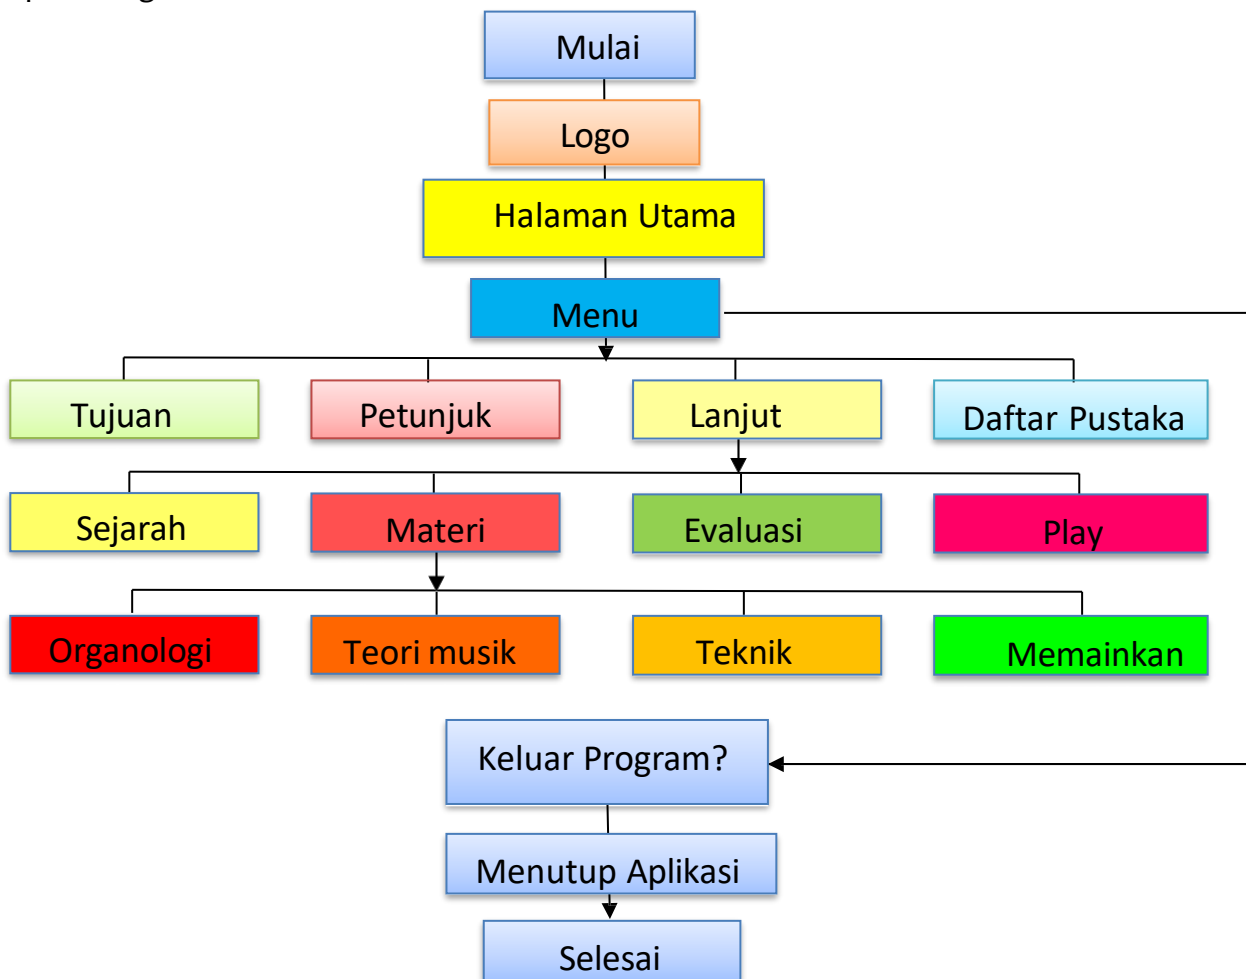 Mulai
Logo
Halaman Utama
Menu
Tujuan
Petunjuk
Lanjut
Daftar Pustaka
Sejarah
Materi
Evaluasi
Play
Organologi
Teori musik
Teknik
Memainkan
Keluar Program?
Menutup Aplikasi
Selesai